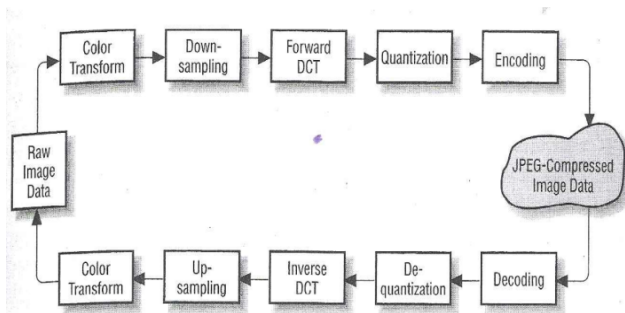 Color
Transform
Down-
sampling
Forward
DCT
Quantization
Encoding
Raw
Image
Data
JPEG-Compressed
Image Data
Color
Transform
Up-
sampling
Inverse
DCT
De-
quantization
Decoding